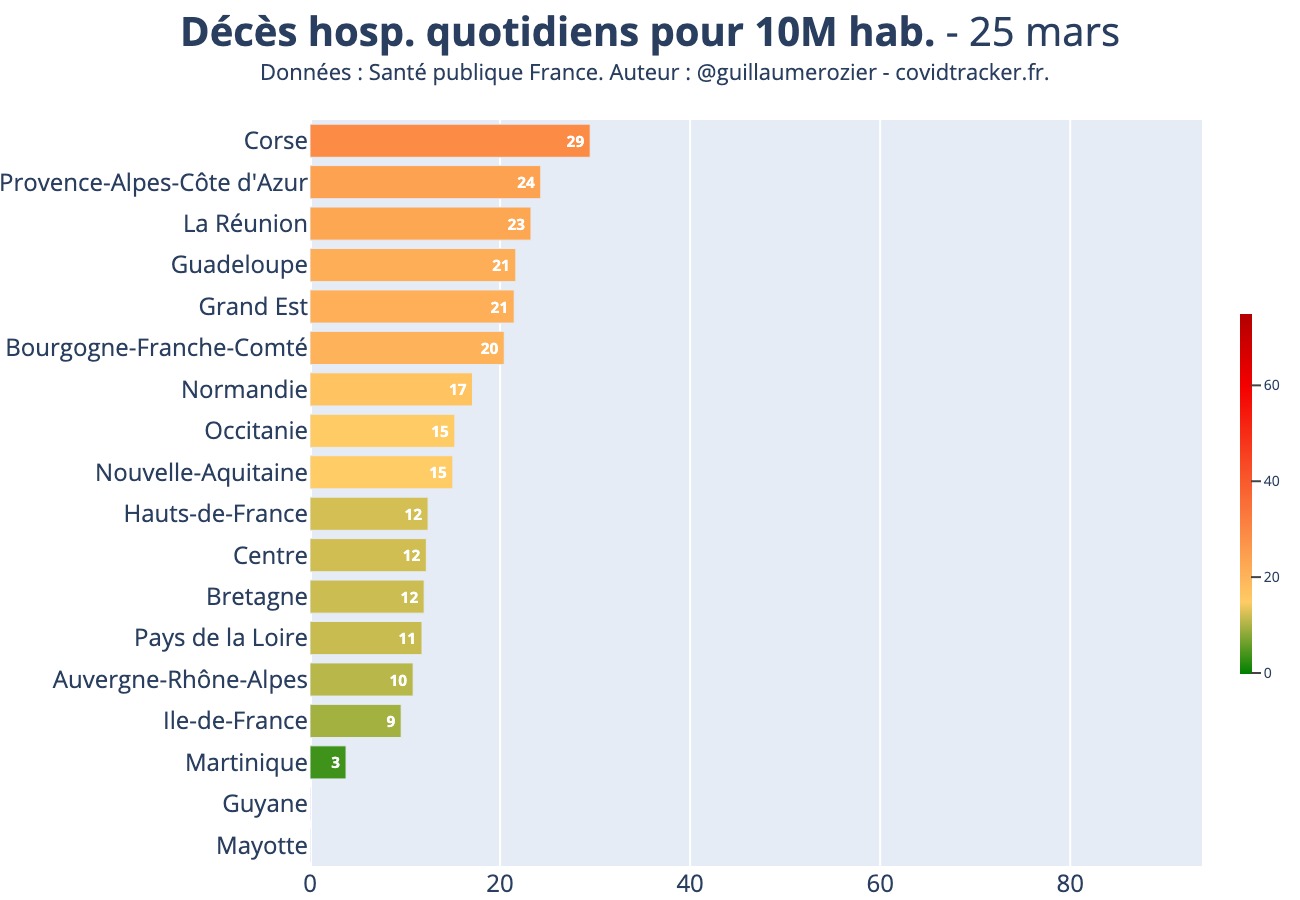 Décès hosp. quotidiens pour 10M hab. - 25 mars
Données : Santé publique France. Auteur : @guillaumerozier - covidtracker.fr.
Corse 29
Provence-Alpes-Côte d'Azur 24
La Réunion 23
Guadeloupe 21
Grand Est 21
Bourgogne-Franche-Comté 20
Normandie 17
Occitanie 15
Nouvelle-Aquitaine 15
Hauts-de-France 12
Centre 12
Bretagne 12
Pays de la Loire 11
Auvergne-Rhône-Alpes 10
Ile-de-France 9
Martinique 3
Guyane
Mayotte
0 20 40 60 80
60
40
20
0